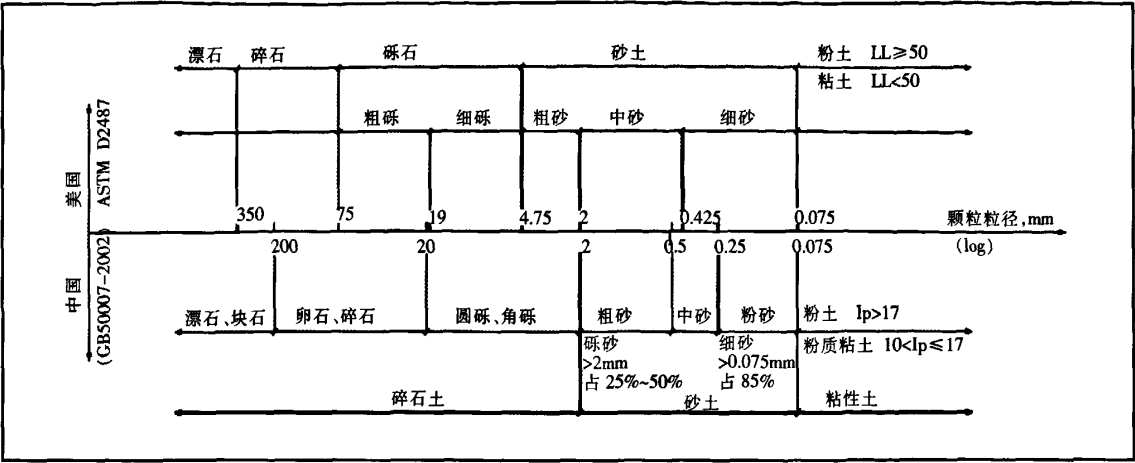 漂石 碎石 砾石 砂土 粉土 LL≥50
粘土 LL<50
粗砾 细砾 粗砂 中砂 细砂
美国 ASTM D2487
350 75 19 4.75 2 0.425 0.075 颗粒粒径,mm
200 20 2 0.5 0.25 0.075 (log)
中国 (GB50007-2002)
漂石、块石 卵石、碎石 圆砾、角砾 粗砂 中砂 粉砂 粉土 Ip>17
砾砂 细砂 粉质粘土 10<Ip≤17
>2mm >0.075mm
占25%~50% 占85%
碎石土 砂土 粘性土